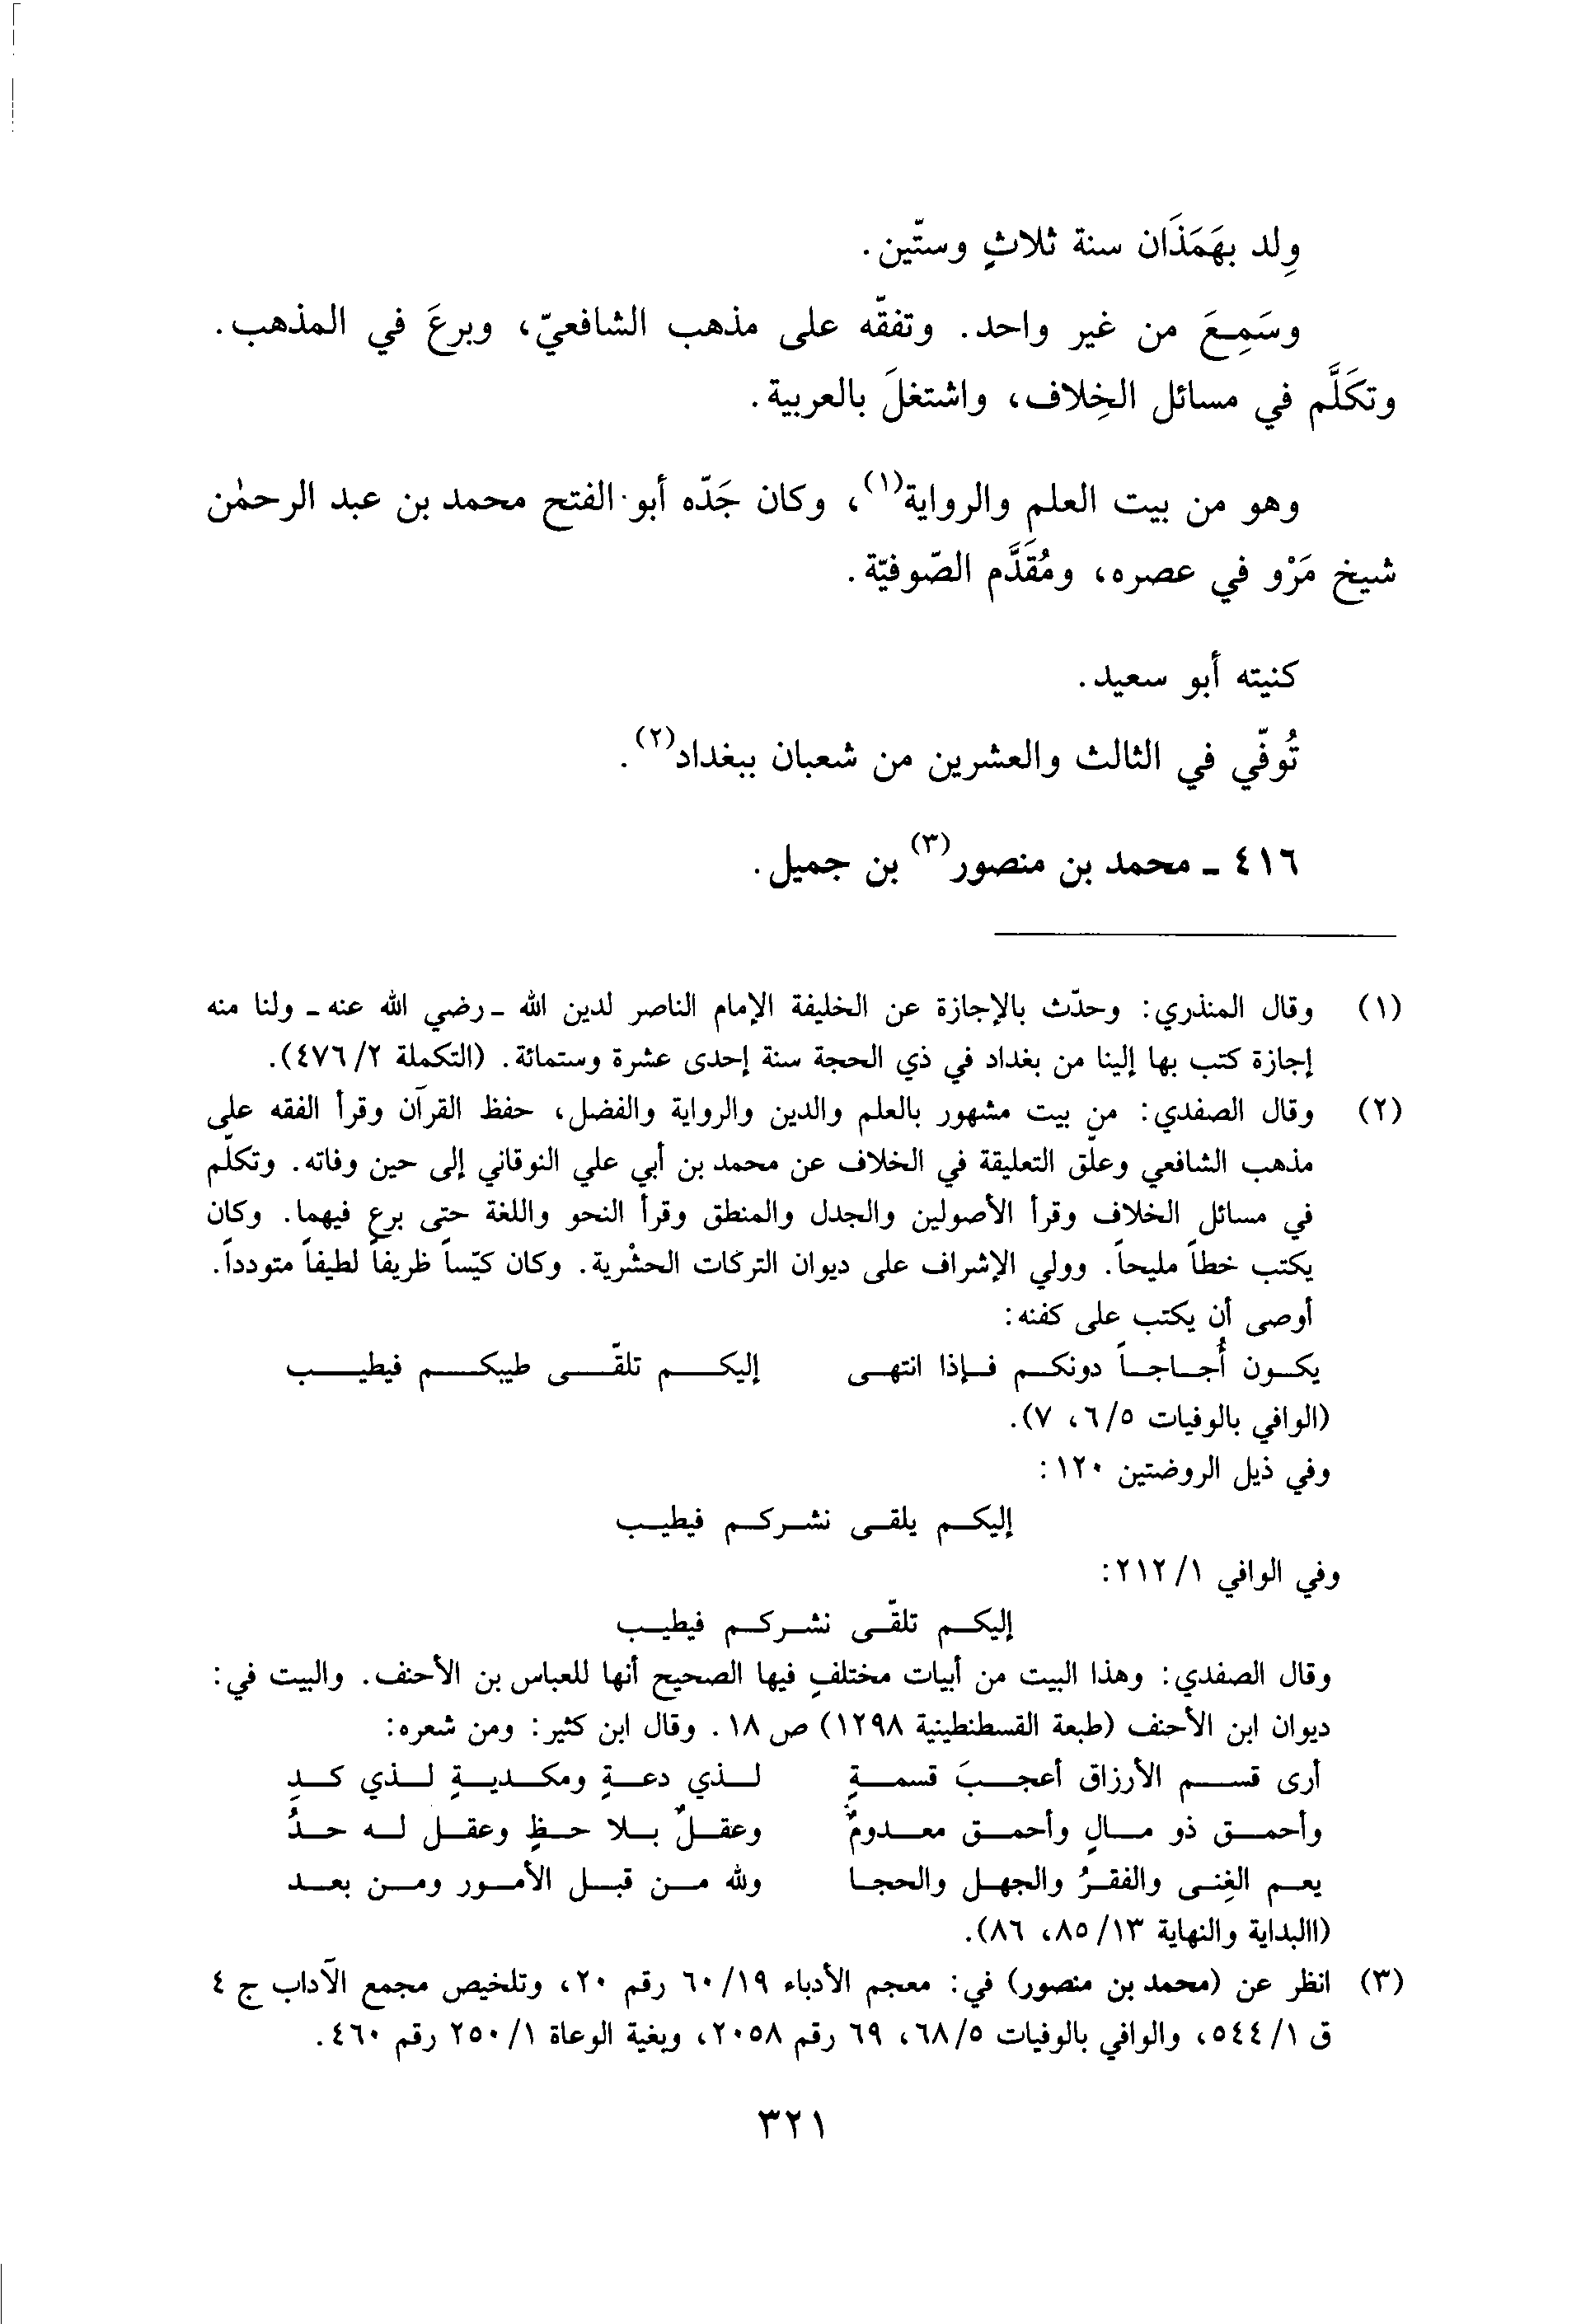 وِلد بهَمَذَان سنة ثلاثٍ وستّين.
وسَمِعَ من غير واحد. وتفقّه على مذهب الشافعيّ، وبرعَ في المذهب.
وتكَلَّم في مسائل الخِلاف، واشتغلَ بالعربية.
وهو من بيت العلم والرواية(١)، وكان جَدّه أبو الفتح محمد بن عبد الرحمٰن
شيخ مَرْو في عصره، ومُقَدَّم الصّوفيّة.
كنيته أبو سعيد.
تُوفّي في الثالث والعشرين من شعبان ببغداد(٢).
٤١٦ ـ محمد بن منصور(٣) بن جميل.
(١) وقال المنذري: وحدّث بالإجازة عن الخليفة الإمام الناصر لدين الله ـ رضي الله عنه ـ ولنا منه
إجازة كتب بها إلينا من بغداد في ذي الحجة سنة إحدى عشرة وستمائة. (التكملة ٢/ ٤٧٦).
(٢) وقال الصفدي: من بيت مشهور بالعلم والدين والرواية والفضل، حفظ القرآن وقرأ الفقه على
مذهب الشافعي وعلّق التعليقة في الخلاف عن محمد بن أبي علي النوقاني إلى حين وفاته. وتكلّم
في مسائل الخلاف وقرأ الأصولين والجدل والمنطق وقرأ النحو واللغة حتى برع فيهما. وكان
يكتب خطاً مليحاً. وولي الإشراف على ديوان التركات الحشْرية. وكان كيّساً ظريفاً لطيفاً متودداً.
أوصى أن يكتب على كفنه:
يكون أُجاجاً دونكم فإذا انتهى إليكم تلقّى طيبكم فيطيب
(الوافي بالوفيات ٥/ ٦، ٧).
وفي ذيل الروضتين ١٢٠:
إليكم يلقى نشركم فيطيب
وفي الوافي ١/ ٢١٢:
إليكم تلقّى نشركم فيطيب
وقال الصفدي: وهذا البيت من أبيات مختلفٍ فيها الصحيح أنها للعباس بن الأحنف. والبيت في:
ديوان ابن الأحنف (طبعة القسطنطينية ١٢٩٨) ص ١٨. وقال ابن كثير: ومن شعره:
أرى قسم الأرزاق أعجبَ قسمةٍ لذي دعةٍ ومكديةٍ لذي كدِ
وأحمق ذو مالٍ وأحمق معدومٌ وعقلٌ بلا حظٍ وعقل له حدُ
يعم الغِنى والفقرُ والجهل والحجا ولله من قبل الأمور ومن بعد
(االبداية والنهاية ١٣/ ٨٥، ٨٦).
(٣) انظر عن (محمد بن منصور) في: معجم الأدباء ١٩/ ٦٠ رقم ٢٠، وتلخيص مجمع الآداب ج ٤
ق ١/ ٥٤٤، والوافي بالوفيات ٥/ ٦٨، ٦٩ رقم ٢٠٥٨، وبغية الوعاة ١/ ٢٥٠ رقم ٤٦٠.
٣٢١